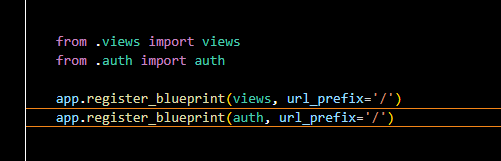 from .views import views
from .auth import auth
app.register_blueprint(views, url_prefix='/')
app.register_blueprint(auth, url_prefix='/')